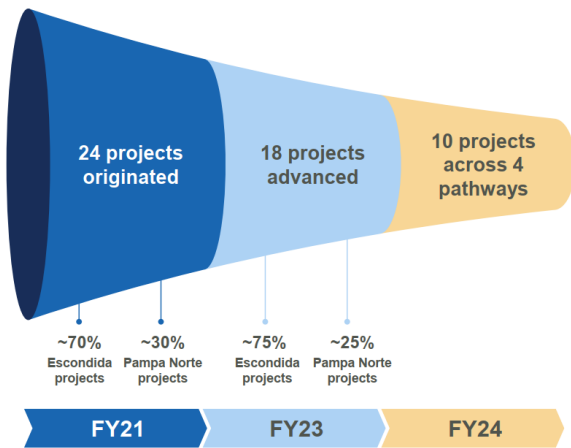 24 projects
originated
18 projects
advanced
10 projects
across 4
pathways
~70%
Escondida
projects
~30%
Pampa Norte
projects
~75%
Escondida
projects
~25%
Pampa Norte
projects
FY21
FY23
FY24